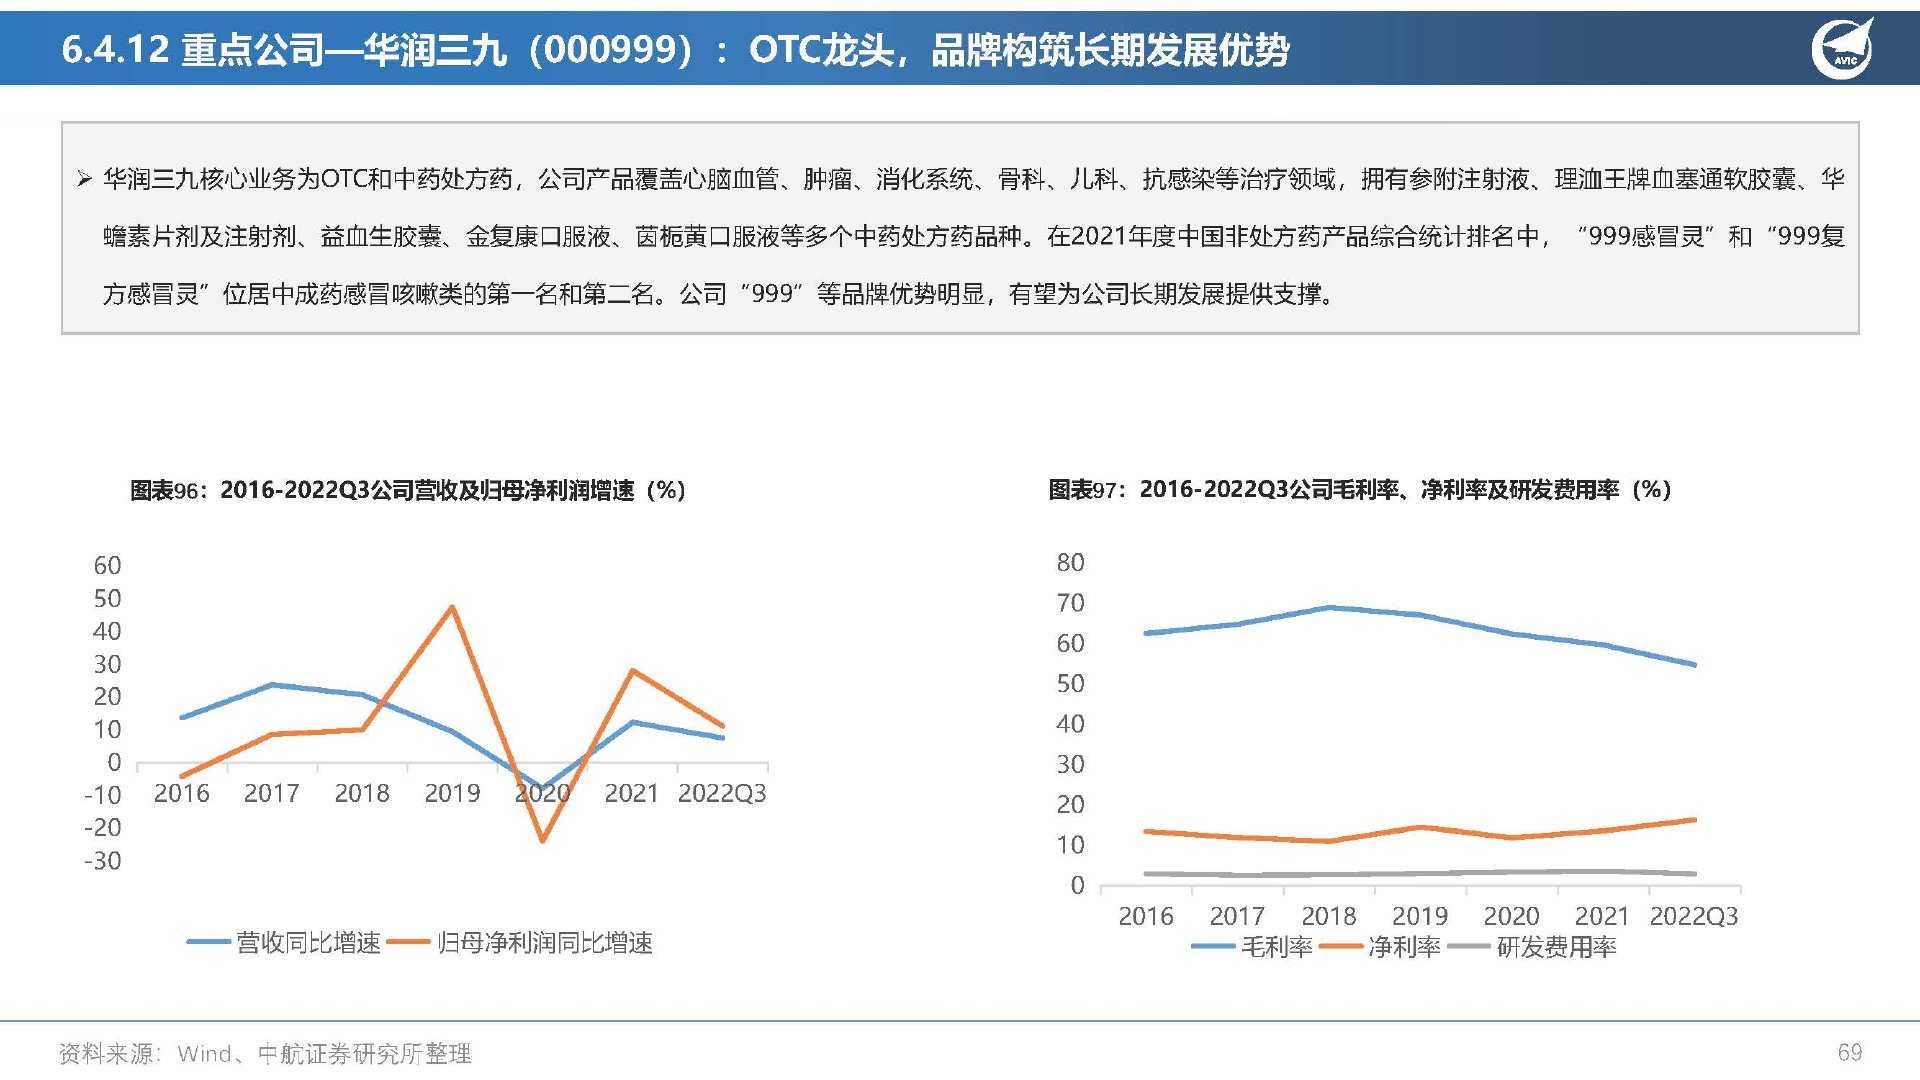 6.4.12 重点公司—华润三九（000999）：OTC龙头，品牌构筑长期发展优势
AVIC
➢ 华润三九核心业务为OTC和中药处方药，公司产品覆盖心脑血管、肿瘤、消化系统、骨科、儿科、抗感染等治疗领域，拥有参附注射液、理洫王牌血塞通软胶囊、华
蟾素片剂及注射剂、益血生胶囊、金复康口服液、茵栀黄口服液等多个中药处方药品种。在2021年度中国非处方药产品综合统计排名中，“999感冒灵”和“999复
方感冒灵”位居中成药感冒咳嗽类的第一名和第二名。公司“999”等品牌优势明显，有望为公司长期发展提供支撑。
图表96：2016-2022Q3公司营收及归母净利润增速（%）
60
50
40
30
20
10
0
-10
-20
-30
2016 2017 2018 2019 2020 2021 2022Q3
营收同比增速 归母净利润同比增速
图表97：2016-2022Q3公司毛利率、净利率及研发费用率（%）
80
70
60
50
40
30
20
10
0
2016 2017 2018 2019 2020 2021 2022Q3
毛利率 净利率 研发费用率
资料来源：Wind、中航证券研究所整理
69